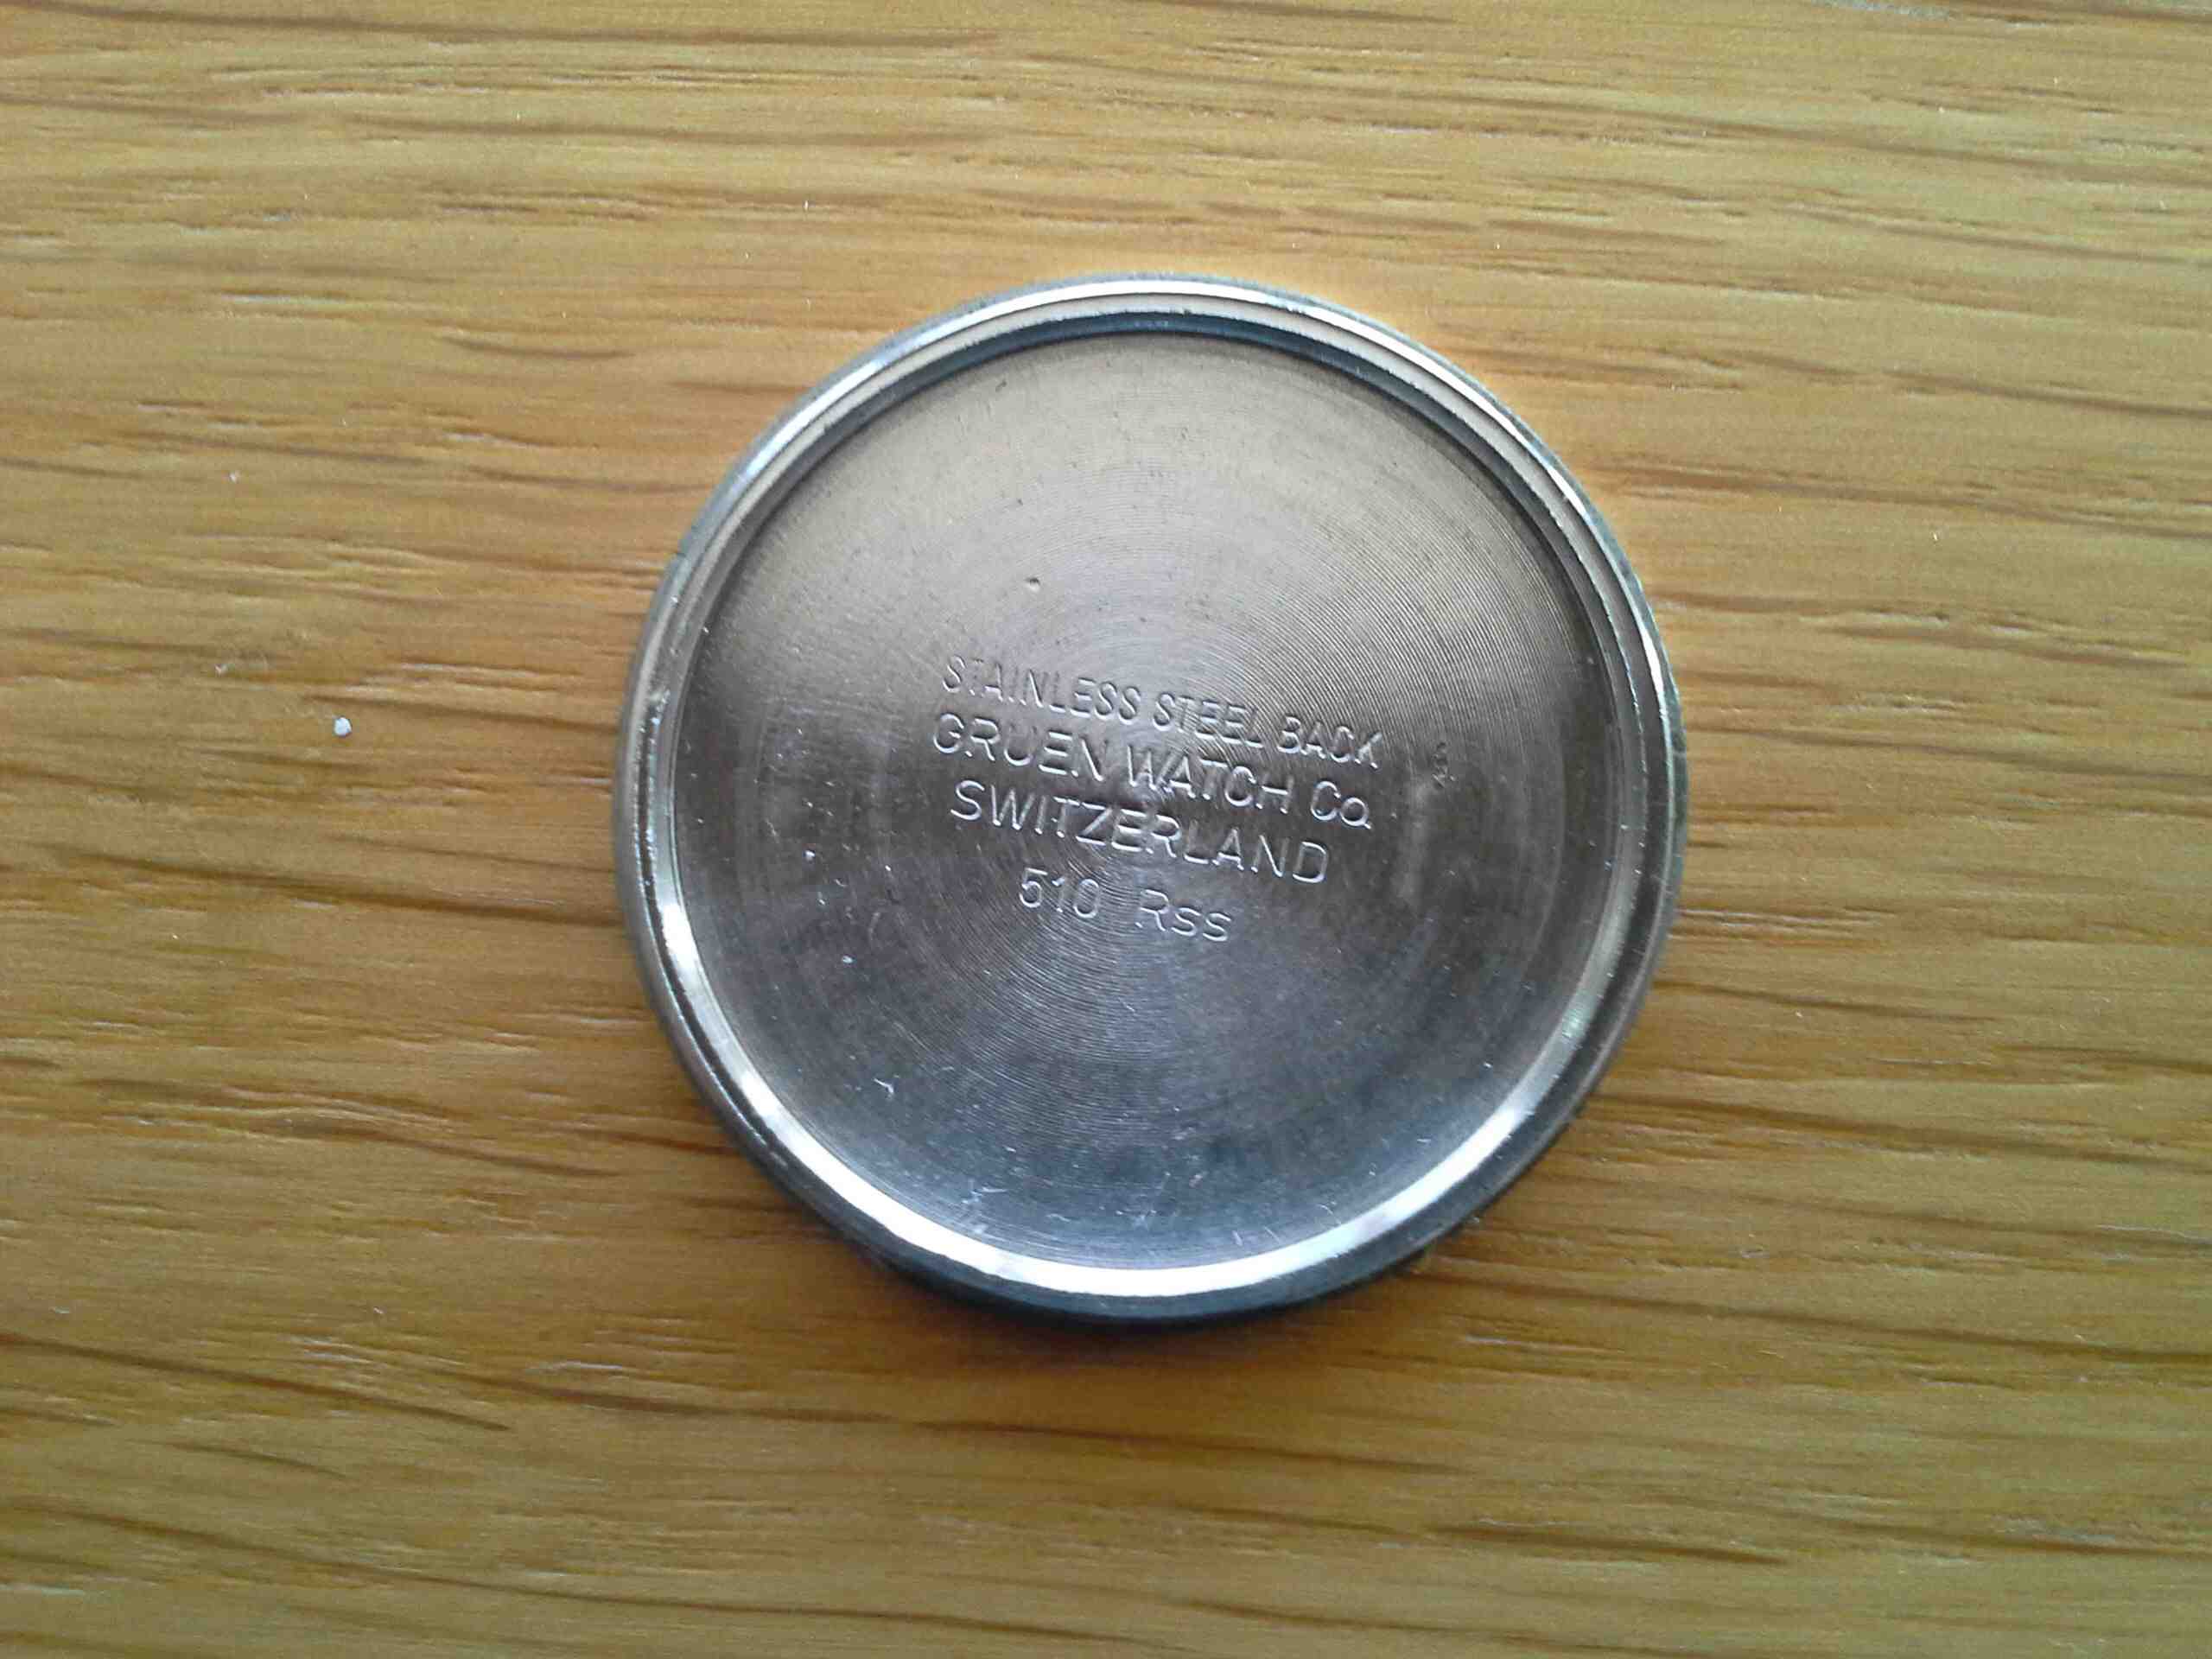 STAINLESS STEEL BACK
GRUEN WATCH Co.
SWITZERLAND
510 RSS